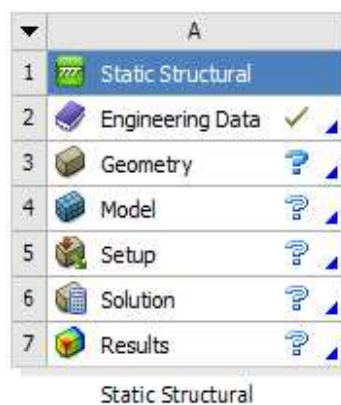 A
1 Static Structural
2 Engineering Data
3 Geometry ?
4 Model ?
5 Setup ?
6 Solution ?
7 Results ?
Static Structural